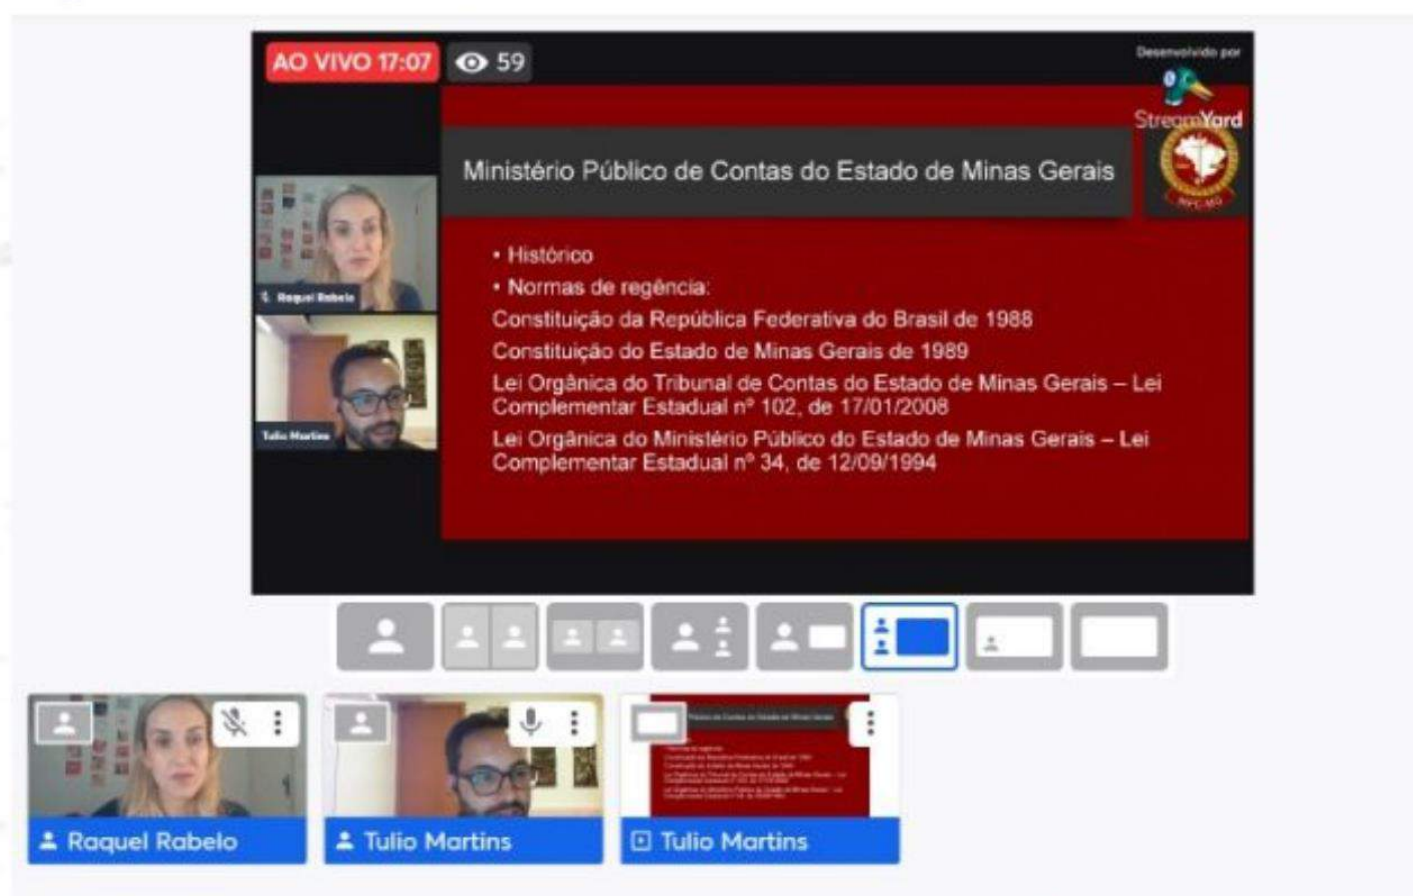 AO VIVO 17:07
59
Desenvolvido por
StreamYard
Ministério Público de Contas do Estado de Minas Gerais
MPC-MG
• Histórico
• Normas de regência:
Constituição da República Federativa do Brasil de 1988
Constituição do Estado de Minas Gerais de 1989
Lei Orgânica do Tribunal de Contas do Estado de Minas Gerais – Lei
Complementar Estadual nº 102, de 17/01/2008
Lei Orgânica do Ministério Público do Estado de Minas Gerais – Lei
Complementar Estadual nº 34, de 12/09/1994
Raquel Rabelo
Tulio Martins
Raquel Rabelo
Tulio Martins
Tulio Martins